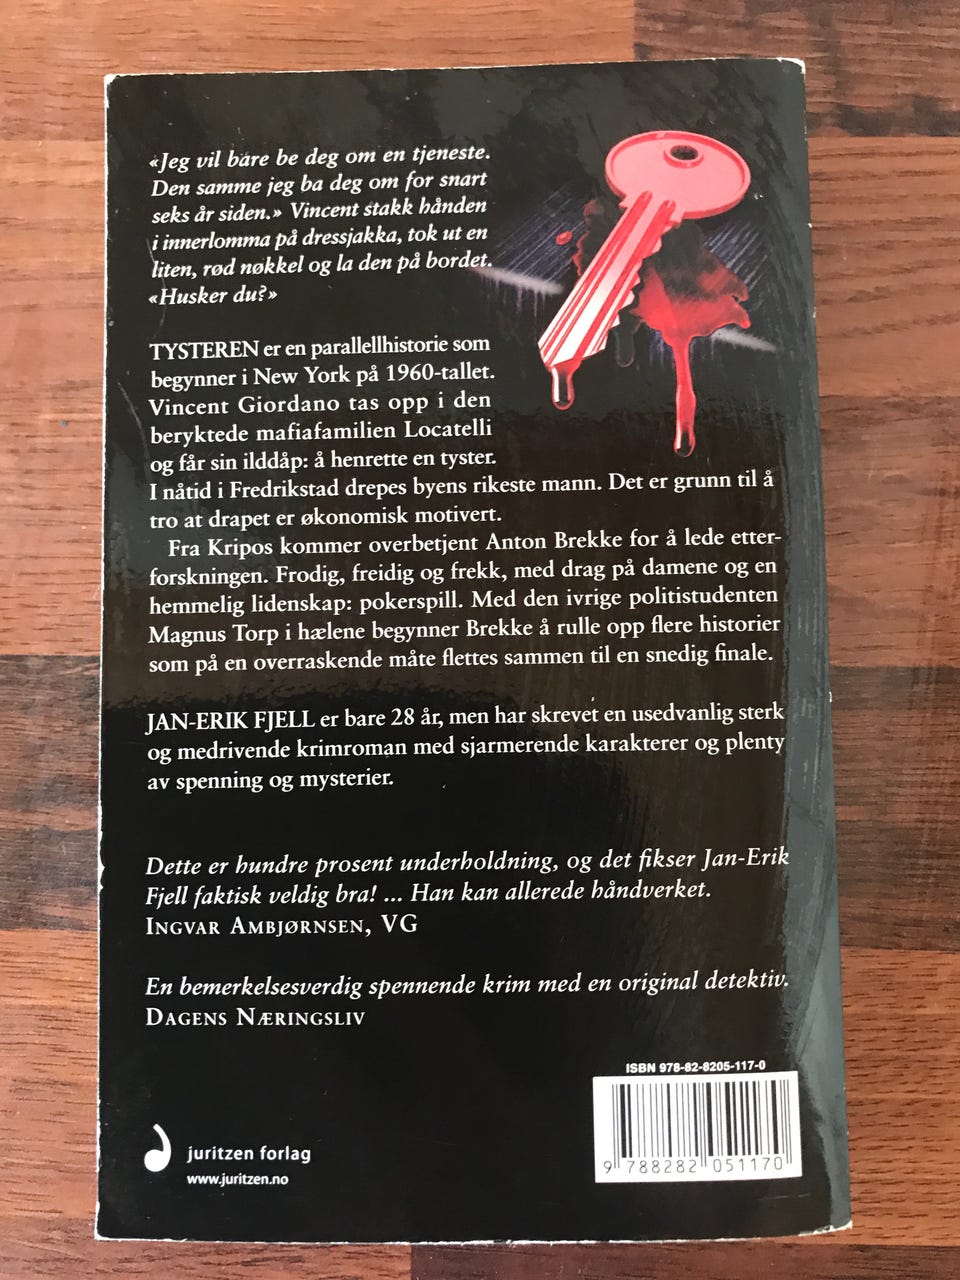 «Jeg vil bare be deg om en tjeneste.
Den samme jeg ba deg om for snart
seks år siden.» Vincent stakk hånden
i innerlomma på dressjakka, tok ut en
liten, rød nøkkel og la den på bordet.
«Husker du?»
TYSTEREN er en parallellhistorie som
begynner i New York på 1960-tallet.
Vincent Giordano tas opp i den
beryktede mafiafamilien Locatelli
og får sin ilddåp: å henrette en tyster.
I nåtid i Fredrikstad drepes byens rikeste mann. Det er grunn til å
tro at drapet er økonomisk motivert.
Fra Kripos kommer overbetjent Anton Brekke for å lede etter-
forskningen. Frodig, freidig og frekk, med drag på damene og en
hemmelig lidenskap: pokerspill. Med den ivrige politistudenten
Magnus Torp i hælene begynner Brekke å rulle opp flere historier
som på en overraskende måte flettes sammen til en snedig finale.
JAN-ERIK FJELL er bare 28 år, men har skrevet en usedvanlig sterk
og medrivende krimroman med sjarmerende karakterer og plenty
av spenning og mysterier.
Dette er hundre prosent underholdning, og det fikser Jan-Erik
Fjell faktisk veldig bra! ... Han kan allerede håndverket.
INGVAR AMBJØRNSEN, VG
En bemerkelsesverdig spennende krim med en original detektiv.
DAGENS NÆRINGSLIV
ISBN 978-82-8205-117-0
9 788282 051170
juritzen forlag
www.juritzen.no